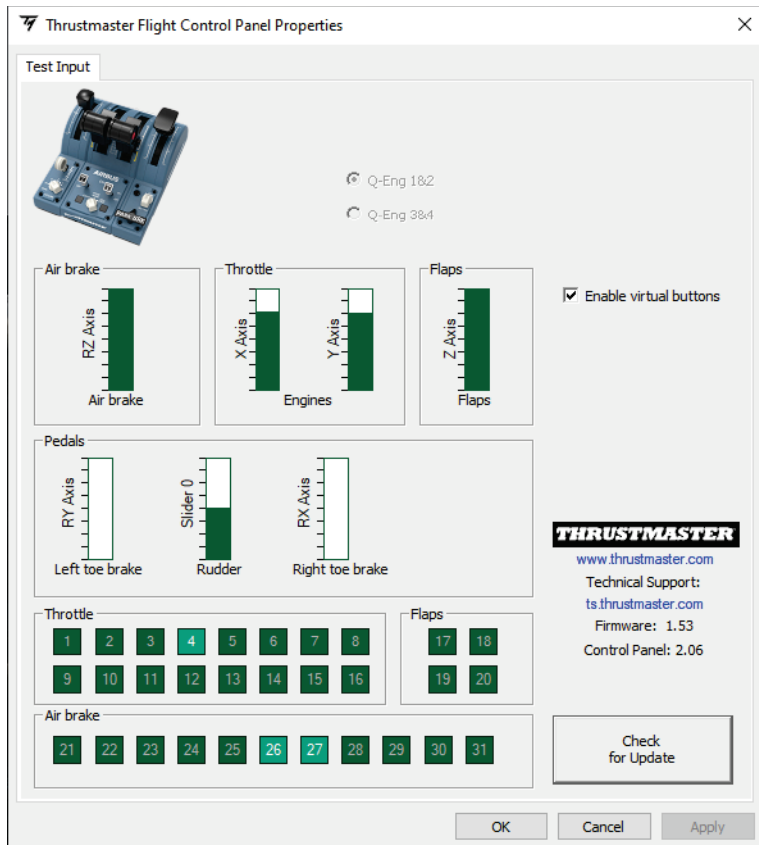 Thrustmaster Flight Control Panel Properties
Test Input
AIRBUS
Q-Eng 1&2
Q-Eng 3&4
Air brake
RZ Axis
Air brake
Throttle
X Axis
Y Axis
Engines
Flaps
Z Axis
Flaps
Enable virtual buttons
Pedals
RY Axis
Left toe brake
Slider 0
Rudder
RX Axis
Right toe brake
THRUSTMASTER
www.thrustmaster.com
Technical Support:
ts.thrustmaster.com
Firmware: 1.53
Control Panel: 2.06
Throttle
1 2 3 4 5 6 7 8
9 10 11 12 13 14 15 16
Flaps
17 18
19 20
Air brake
21 22 23 24 25 26 27 28 29 30 31
Check
for Update
OK Cancel Apply